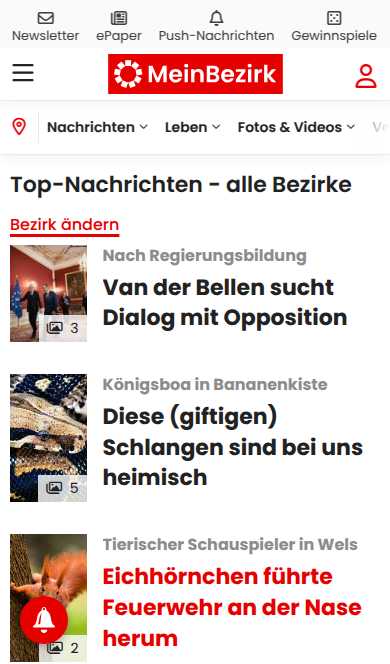 Newsletter ePaper Push-Nachrichten Gewinnspiele
MeinBezirk
Nachrichten Leben Fotos & Videos
Top-Nachrichten - alle Bezirke
Bezirk ändern
Nach Regierungsbildung
Van der Bellen sucht
Dialog mit Opposition
3
Königsboa in Bananenkiste
Diese (giftigen)
Schlangen sind bei uns
heimisch
5
Tierischer Schauspieler in Wels
Eichhörnchen führte
Feuerwehr an der Nase
herum
2